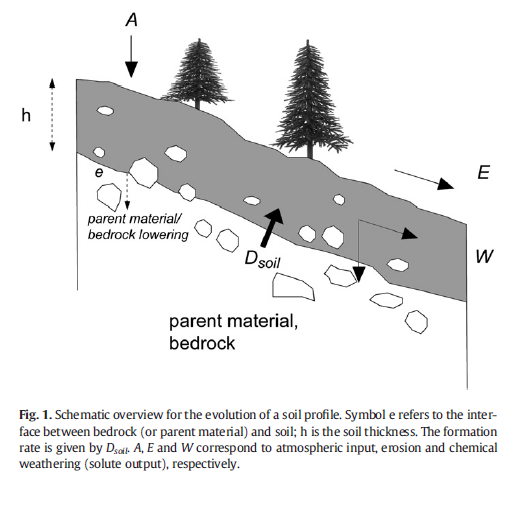 A
h
E
e
parent material/
bedrock lowering
D soil
W
parent material,
bedrock
Fig. 1. Schematic overview for the evolution of a soil profile. Symbol e refers to the inter-
face between bedrock (or parent material) and soil; h is the soil thickness. The formation
rate is given by Dsoil. A, E and W correspond to atmospheric input, erosion and chemical
weathering (solute output), respectively.